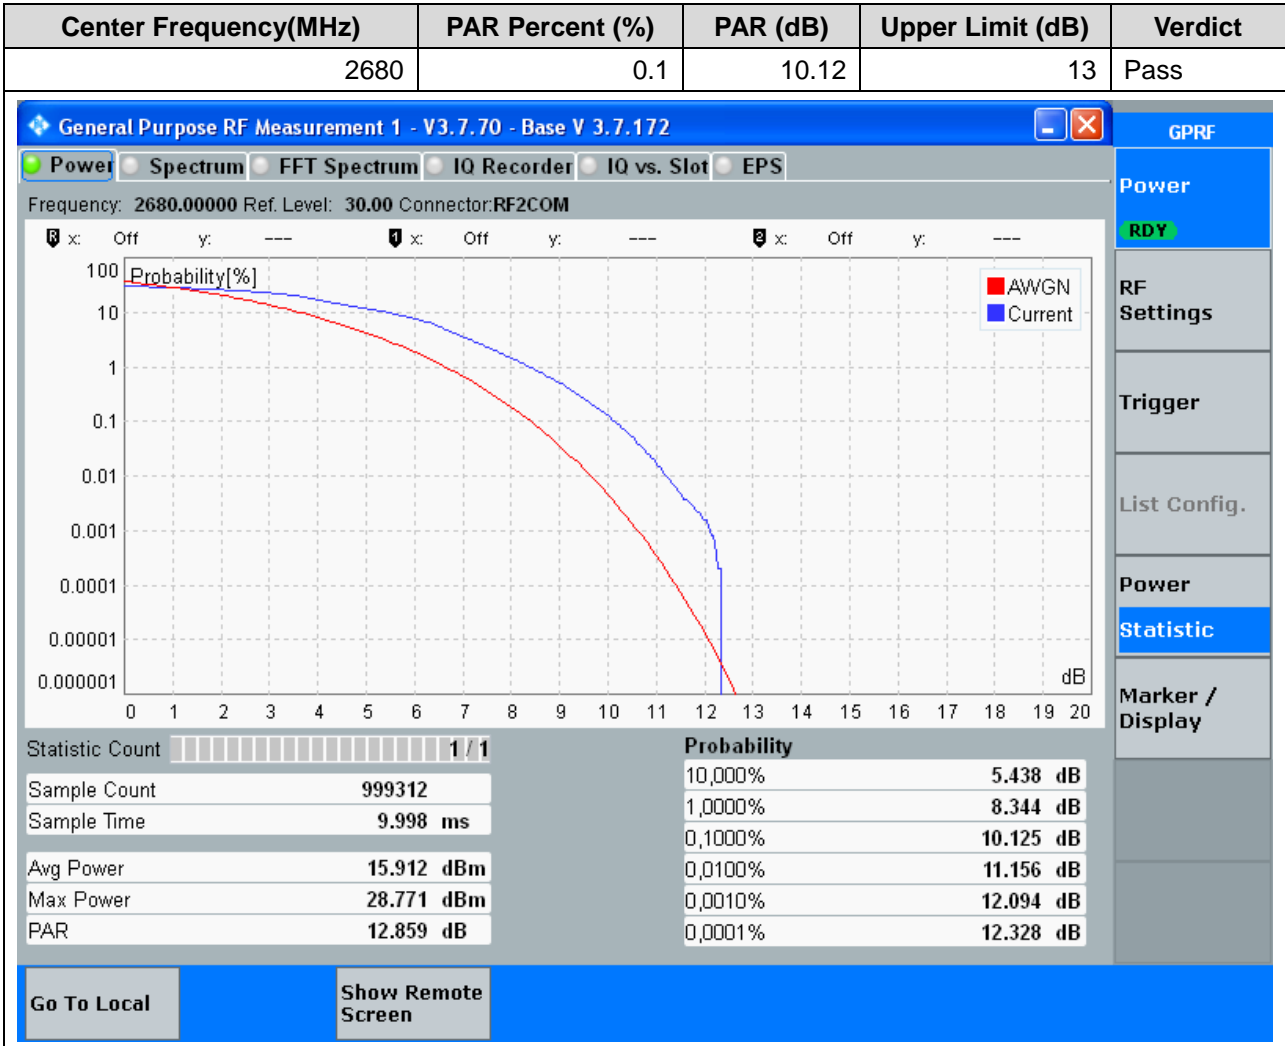 Center Frequency(MHz) PAR Percent (%) PAR (dB) Upper Limit (dB) Verdict
2680 0.1 10.12 13 Pass
General Purpose RF Measurement 1 - V3.7.70 - Base V 3.7.172
GPRF
Power Spectrum FFT Spectrum IQ Recorder IQ vs. Slot EPS
Power
RDY
Frequency: 2680.00000 Ref. Level: 30.00 Connector:RF2COM
R x: Off y: --- 1 x: Off y: --- 2 x: Off y: ---
100 Probability[%]
AWGN
Current
10
1
0.1
0.01
0.001
0.0001
0.00001
0.000001
dB
0 1 2 3 4 5 6 7 8 9 10 11 12 13 14 15 16 17 18 19 20
RF
Settings
Trigger
List Config.
Power
Statistic
Marker /
Display
Statistic Count 1 / 1
Sample Count 999312
Sample Time 9.998 ms
Avg Power 15.912 dBm
Max Power 28.771 dBm
PAR 12.859 dB
Probability
10,000% 5.438 dB
1,0000% 8.344 dB
0,1000% 10.125 dB
0,0100% 11.156 dB
0,0010% 12.094 dB
0,0001% 12.328 dB
Go To Local
Show Remote
Screen